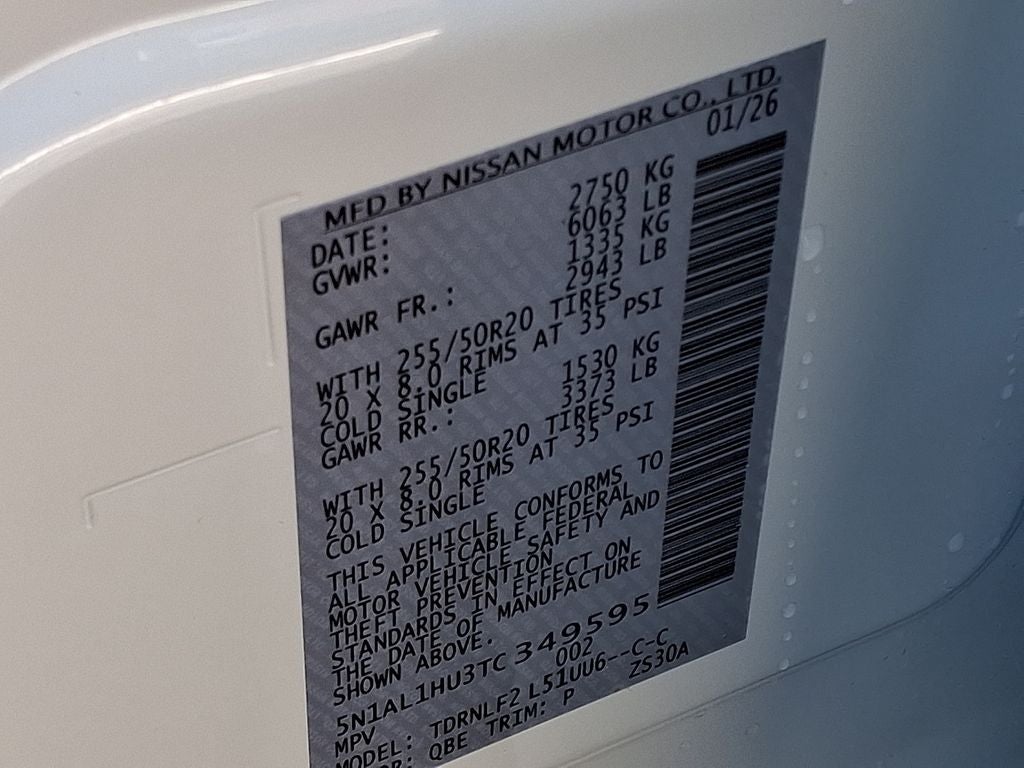 MFD BY NISSAN MOTOR CO., LTD.
DATE: 01/26
GVWR: 2750 KG
6063 LB
GAWR FR.: 1335 KG
2943 LB
WITH 255/50R20 TIRES
20 X 8.0 RIMS AT 35 PSI
COLD SINGLE
GAWR RR.: 1530 KG
3373 LB
WITH 255/50R20 TIRES
20 X 8.0 RIMS AT 35 PSI
COLD SINGLE
THIS VEHICLE CONFORMS TO
ALL APPLICABLE FEDERAL
MOTOR VEHICLE SAFETY AND
THEFT PREVENTION
STANDARDS IN EFFECT ON
THE DATE OF MANUFACTURE
SHOWN ABOVE.
5N1AL1HU3TC349595
MPV 002
MODEL: TDRNLF2 L51UU6--C-C
QBE TRIM: P ZS30A